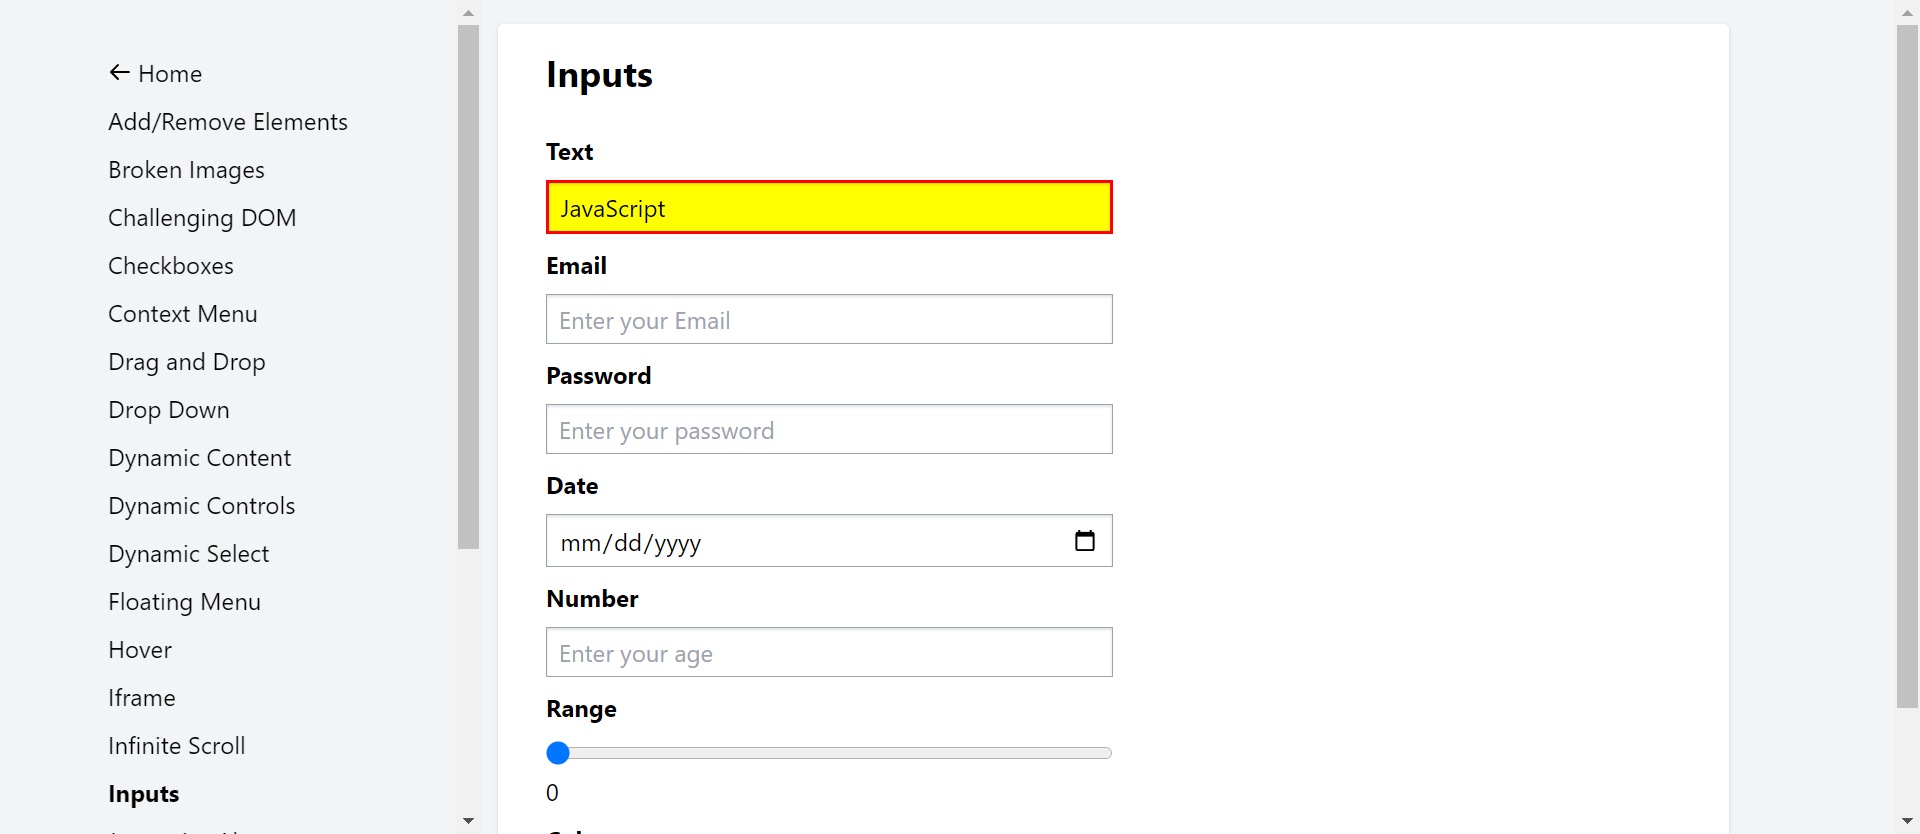 Home
Add/Remove Elements
Broken Images
Challenging DOM
Checkboxes
Context Menu
Drag and Drop
Drop Down
Dynamic Content
Dynamic Controls
Dynamic Select
Floating Menu
Hover
Iframe
Infinite Scroll
Inputs
Inputs
Text
JavaScript
Email
Enter your Email
Password
Enter your password
Date
mm/dd/yyyy
Number
Enter your age
Range
0